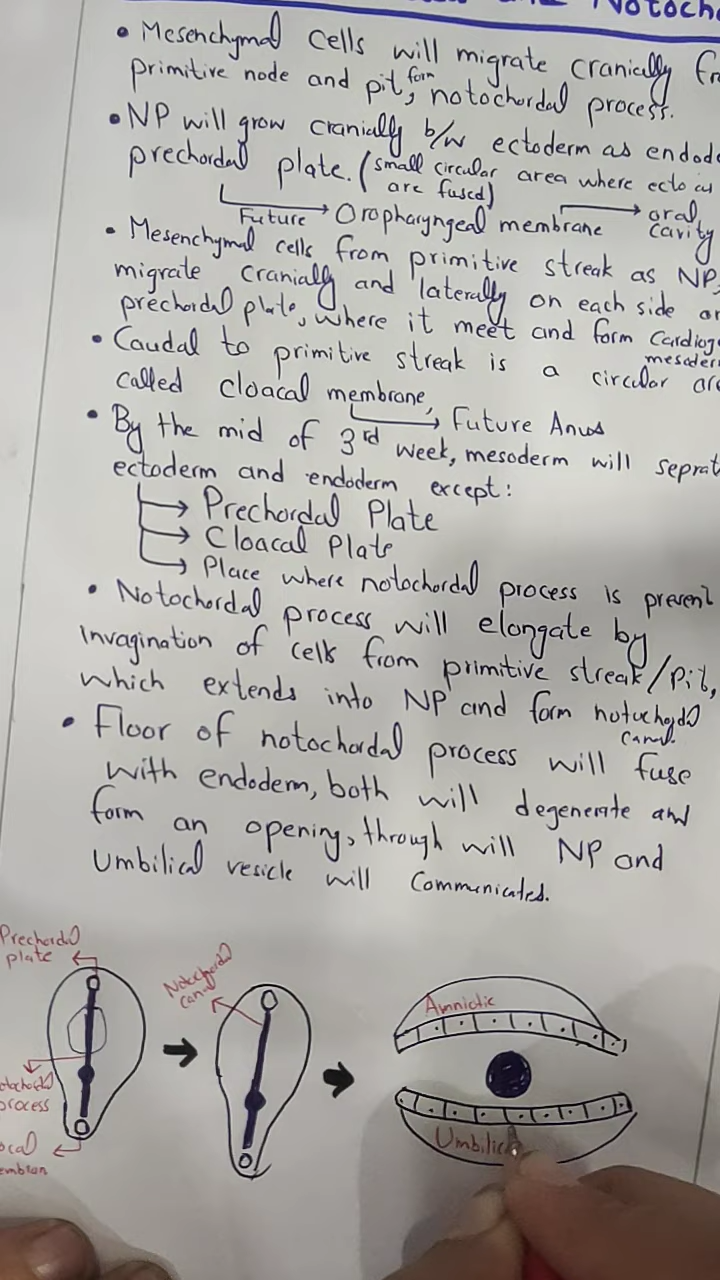 Notocho
• Mesenchymal cells will migrate cranially
primitive node and pit, form notochordal process.
• NP will grow cranially b/w ectoderm as endod
prechordal plate. (small circular area where ecto
are fused)
Future → Oropharyngeal membrane → oral
cavity
• Mesenchymal cells from primitive streak as NP,
migrate cranially and laterally on each side
prechordal plate, where it meet and form Cardiog
mesoder
• Caudal to primitive streak is a circular are
called cloacal membrane,
→ Future Anus
• By the mid of 3rd week, mesoderm will seprat
ectoderm and endoderm except:
→ Prechordal Plate
→ Cloacal Plate
→ Place where notochordal process is present
• Notochordal process will elongate by
invagination of cells from primitive streak/pit,
which extends into NP and form notochordal
canal.
• Floor of notochordal process will fuse
with endoderm, both will degenerate and
form an opening, through will NP and
Umbilical vesicle will communicated.
Prechordal
plate
Notochordal
canal
Amniotic
otochordal
process
ocal
embran
Umbilic